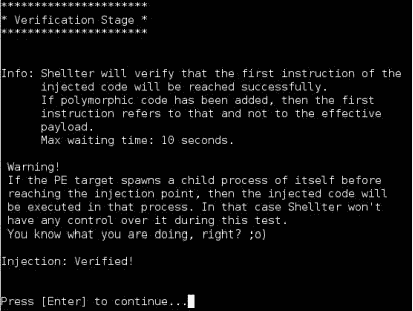 **********************
* Verification Stage *
**********************
Info: Shellter will verify that the first instruction of the
injected code will be reached successfully.
If polymorphic code has been added, then the first
instruction refers to that and not to the effective
payload.
Max waiting time: 10 seconds.
Warning!
If the PE target spawns a child process of itself before
reaching the injection point, then the injected code will
be executed in that process. In that case Shellter won't
have any control over it during this test.
You know what you are doing, right? ;o)
Injection: Verified!
Press [Enter] to continue...